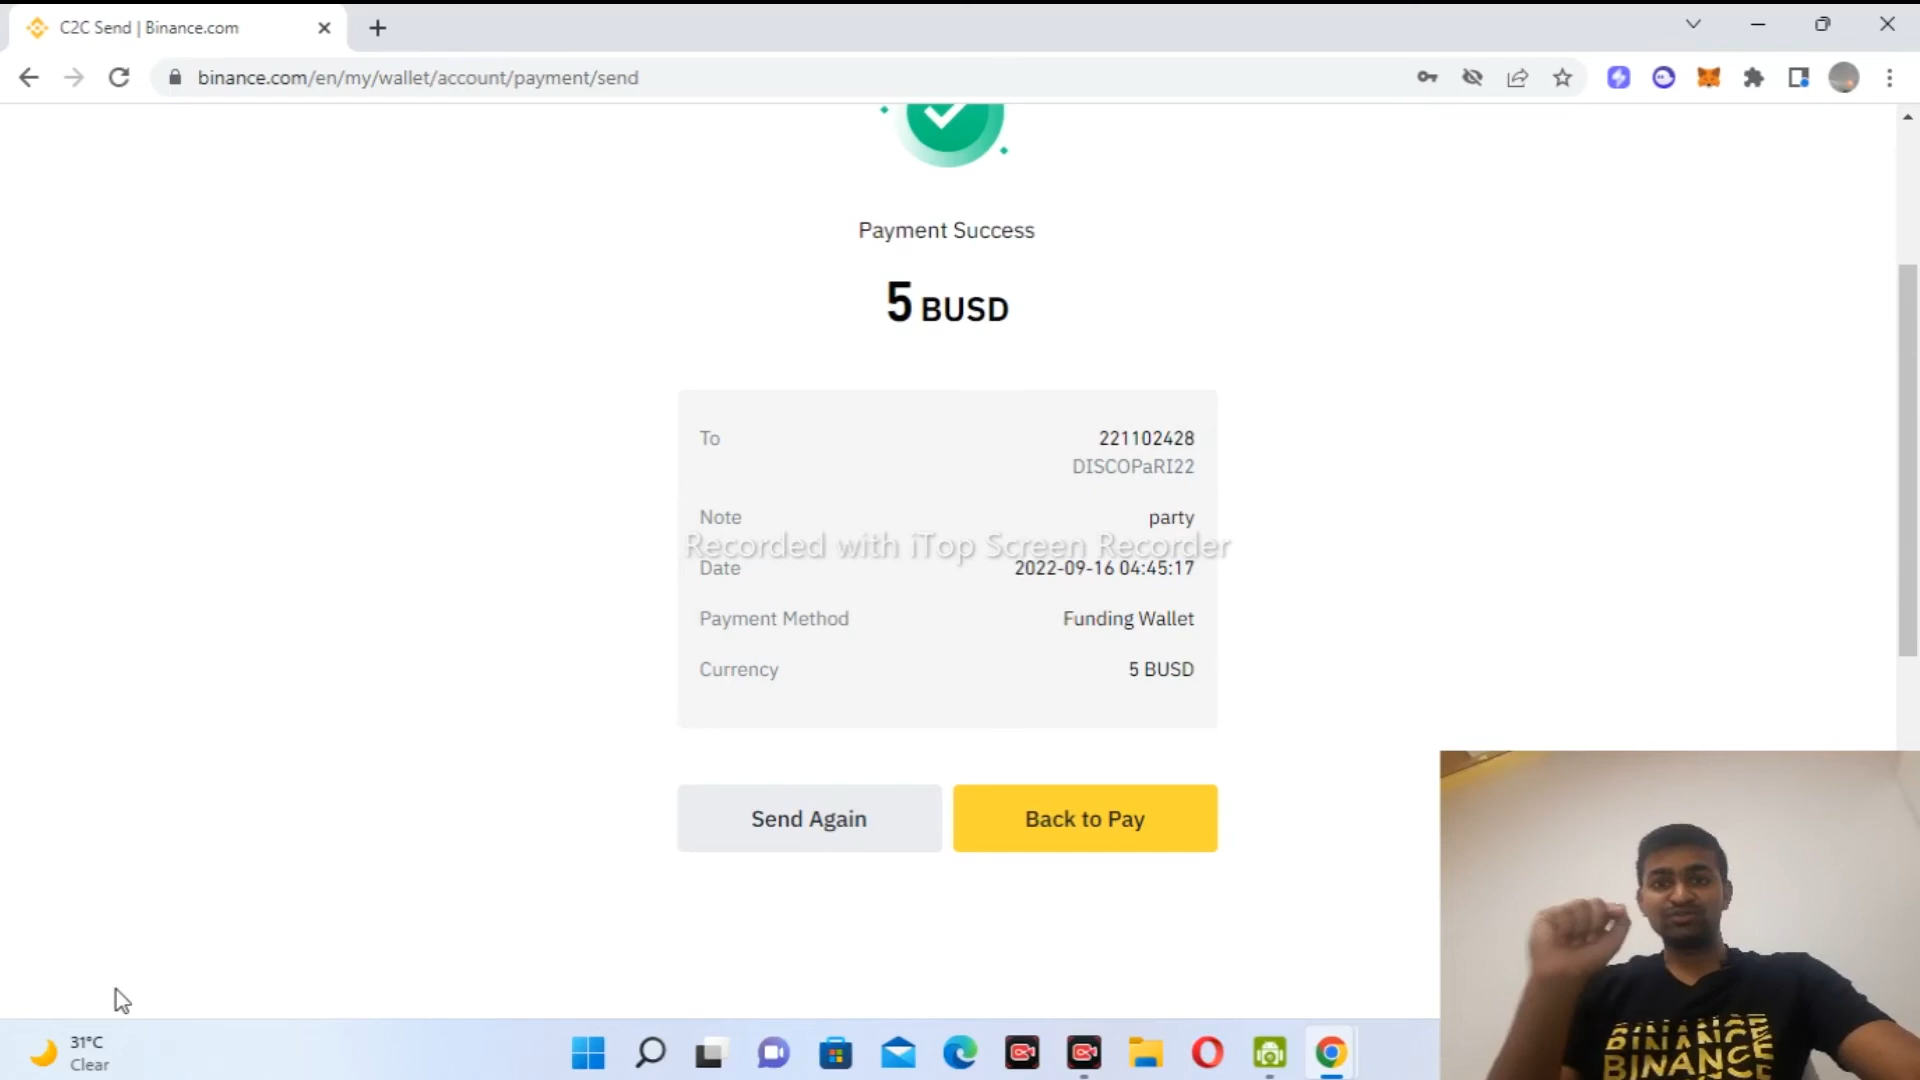 C2C Send | Binance.com
binance.com/en/my/wallet/account/payment/send
Payment Success
5 BUSD
To 221102428
DISCOPaRI22
Note party
Recorded with iTop Screen Recorder
Date 2022-09-16 04:45:17
Payment Method Funding Wallet
Currency 5 BUSD
Send Again Back to Pay
31°C
Clear
BINANCE
BINANCE